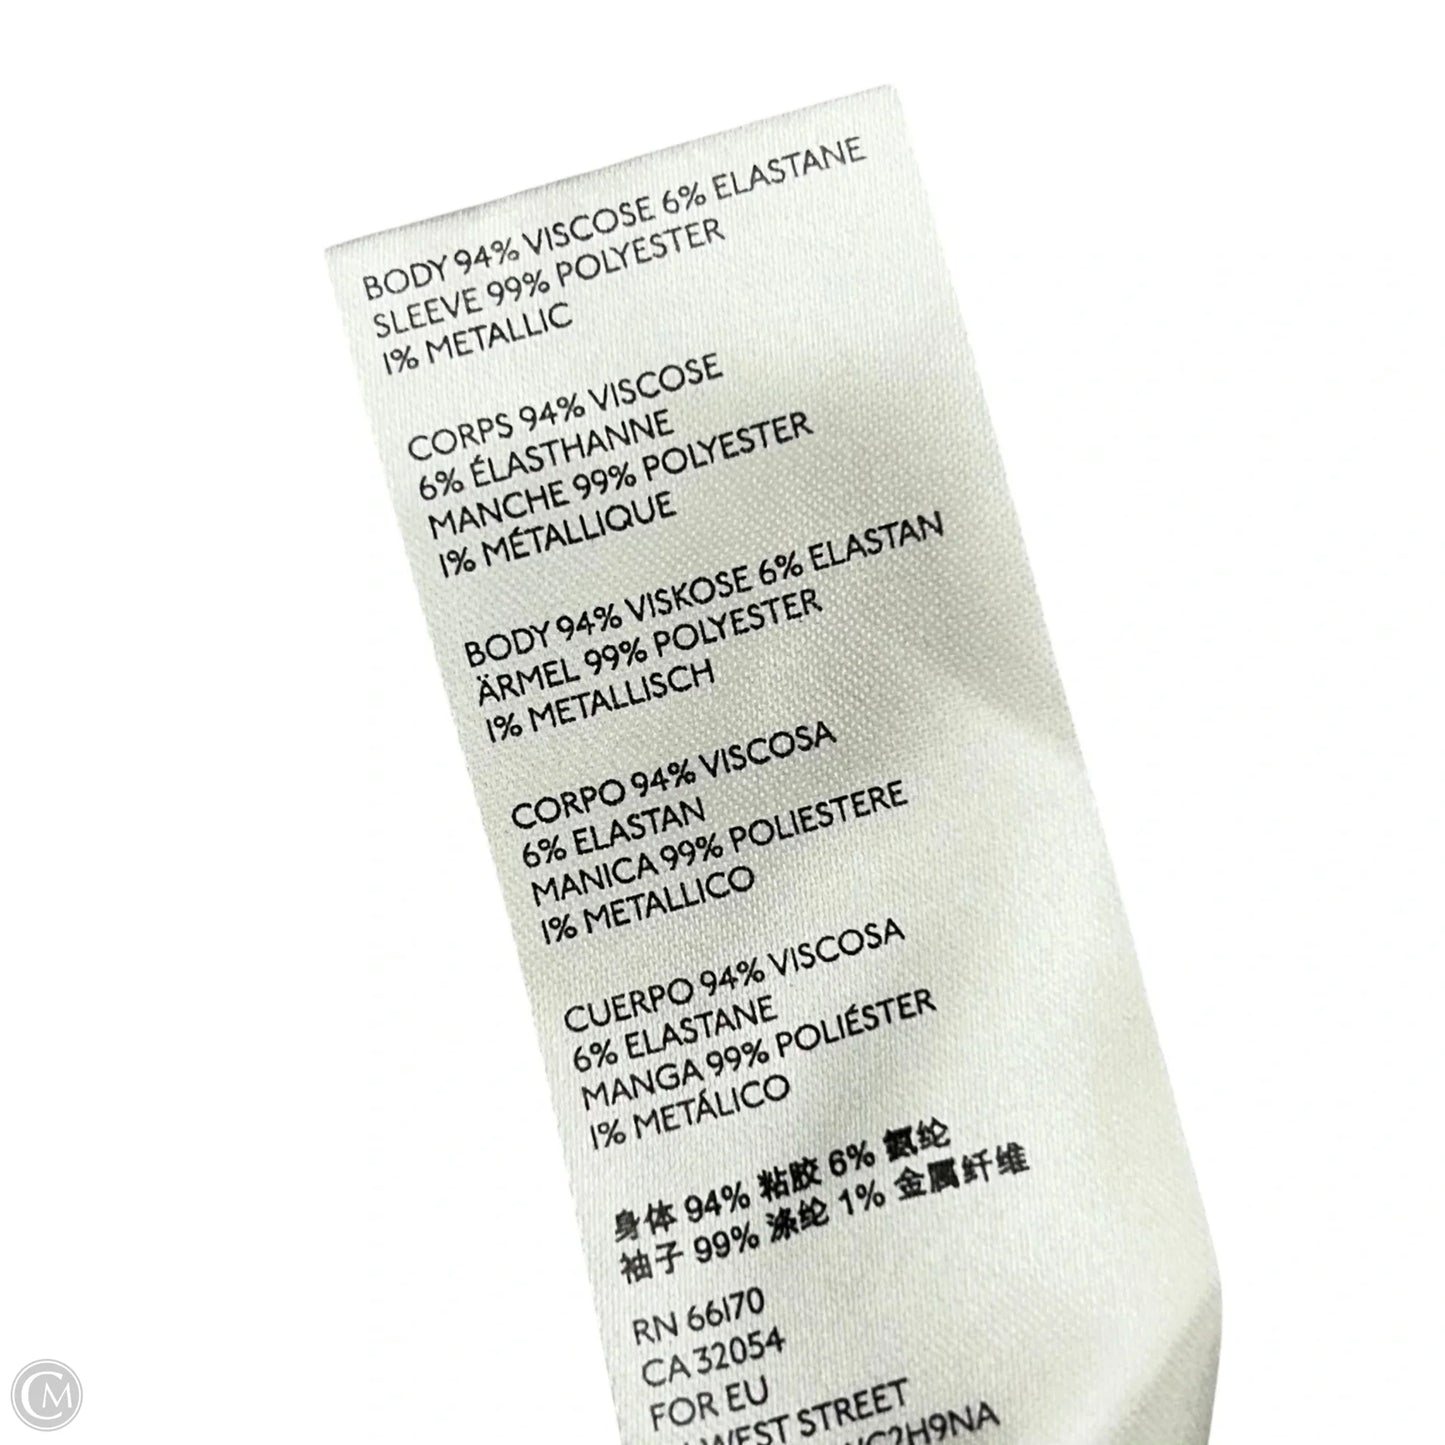 BODY 94% VISCOSE 6% ELASTANE
SLEEVE 99% POLYESTER
1% METALLIC
CORPS 94% VISCOSE
6% ÉLASTHANNE
MANCHE 99% POLYESTER
1% MÉTALLIQUE
BODY 94% VISKOSE 6% ELASTAN
ÄRMEL 99% POLYESTER
1% METALLISCH
CORPO 94% VISCOSA
6% ELASTAN
MANICA 99% POLIESTERE
1% METALLICO
CUERPO 94% VISCOSA
6% ELASTANE
MANGA 99% POLIÉSTER
1% METÁLICO
身体 94% 粘胶 6% 氨纶
袖子 99% 涤纶 1% 金属纤维
RN 66170
CA 32054
FOR EU
WEST STREET
CM